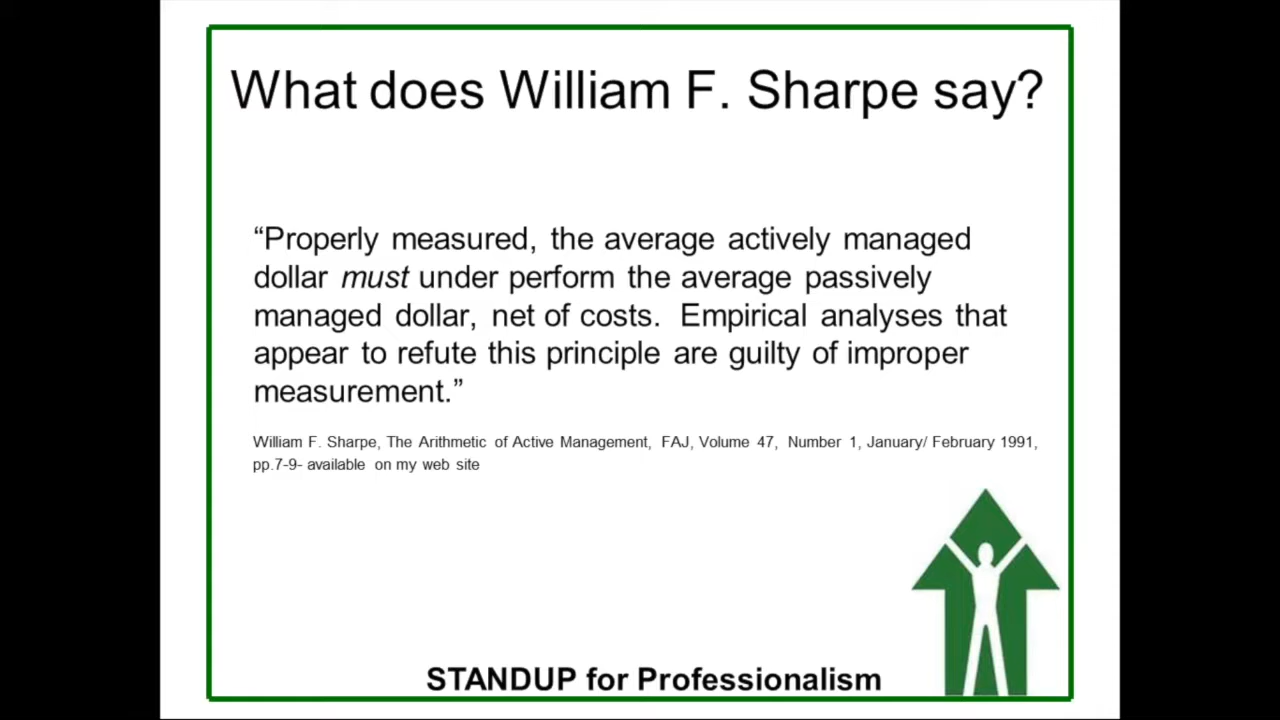 What does William F. Sharpe say?
“Properly measured, the average actively managed
dollar must under perform the average passively
managed dollar, net of costs. Empirical analyses that
appear to refute this principle are guilty of improper
measurement.”
William F. Sharpe, The Arithmetic of Active Management, FAJ, Volume 47, Number 1, January/ February 1991,
pp.7-9- available on my web site
STANDUP for Professionalism